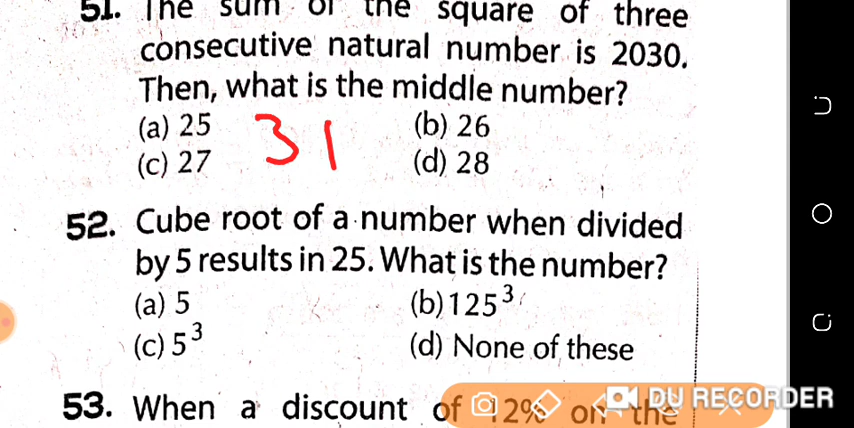 51. The sum of the square of three
consecutive natural number is 2030.
Then, what is the middle number?
(a) 25 (b) 26
(c) 27 (d) 28
31
52. Cube root of a number when divided
by 5 results in 25. What is the number?
(a) 5 (b) 125³
(c) 5³ (d) None of these
53. When a discount of 12% on the
DU RECORDER